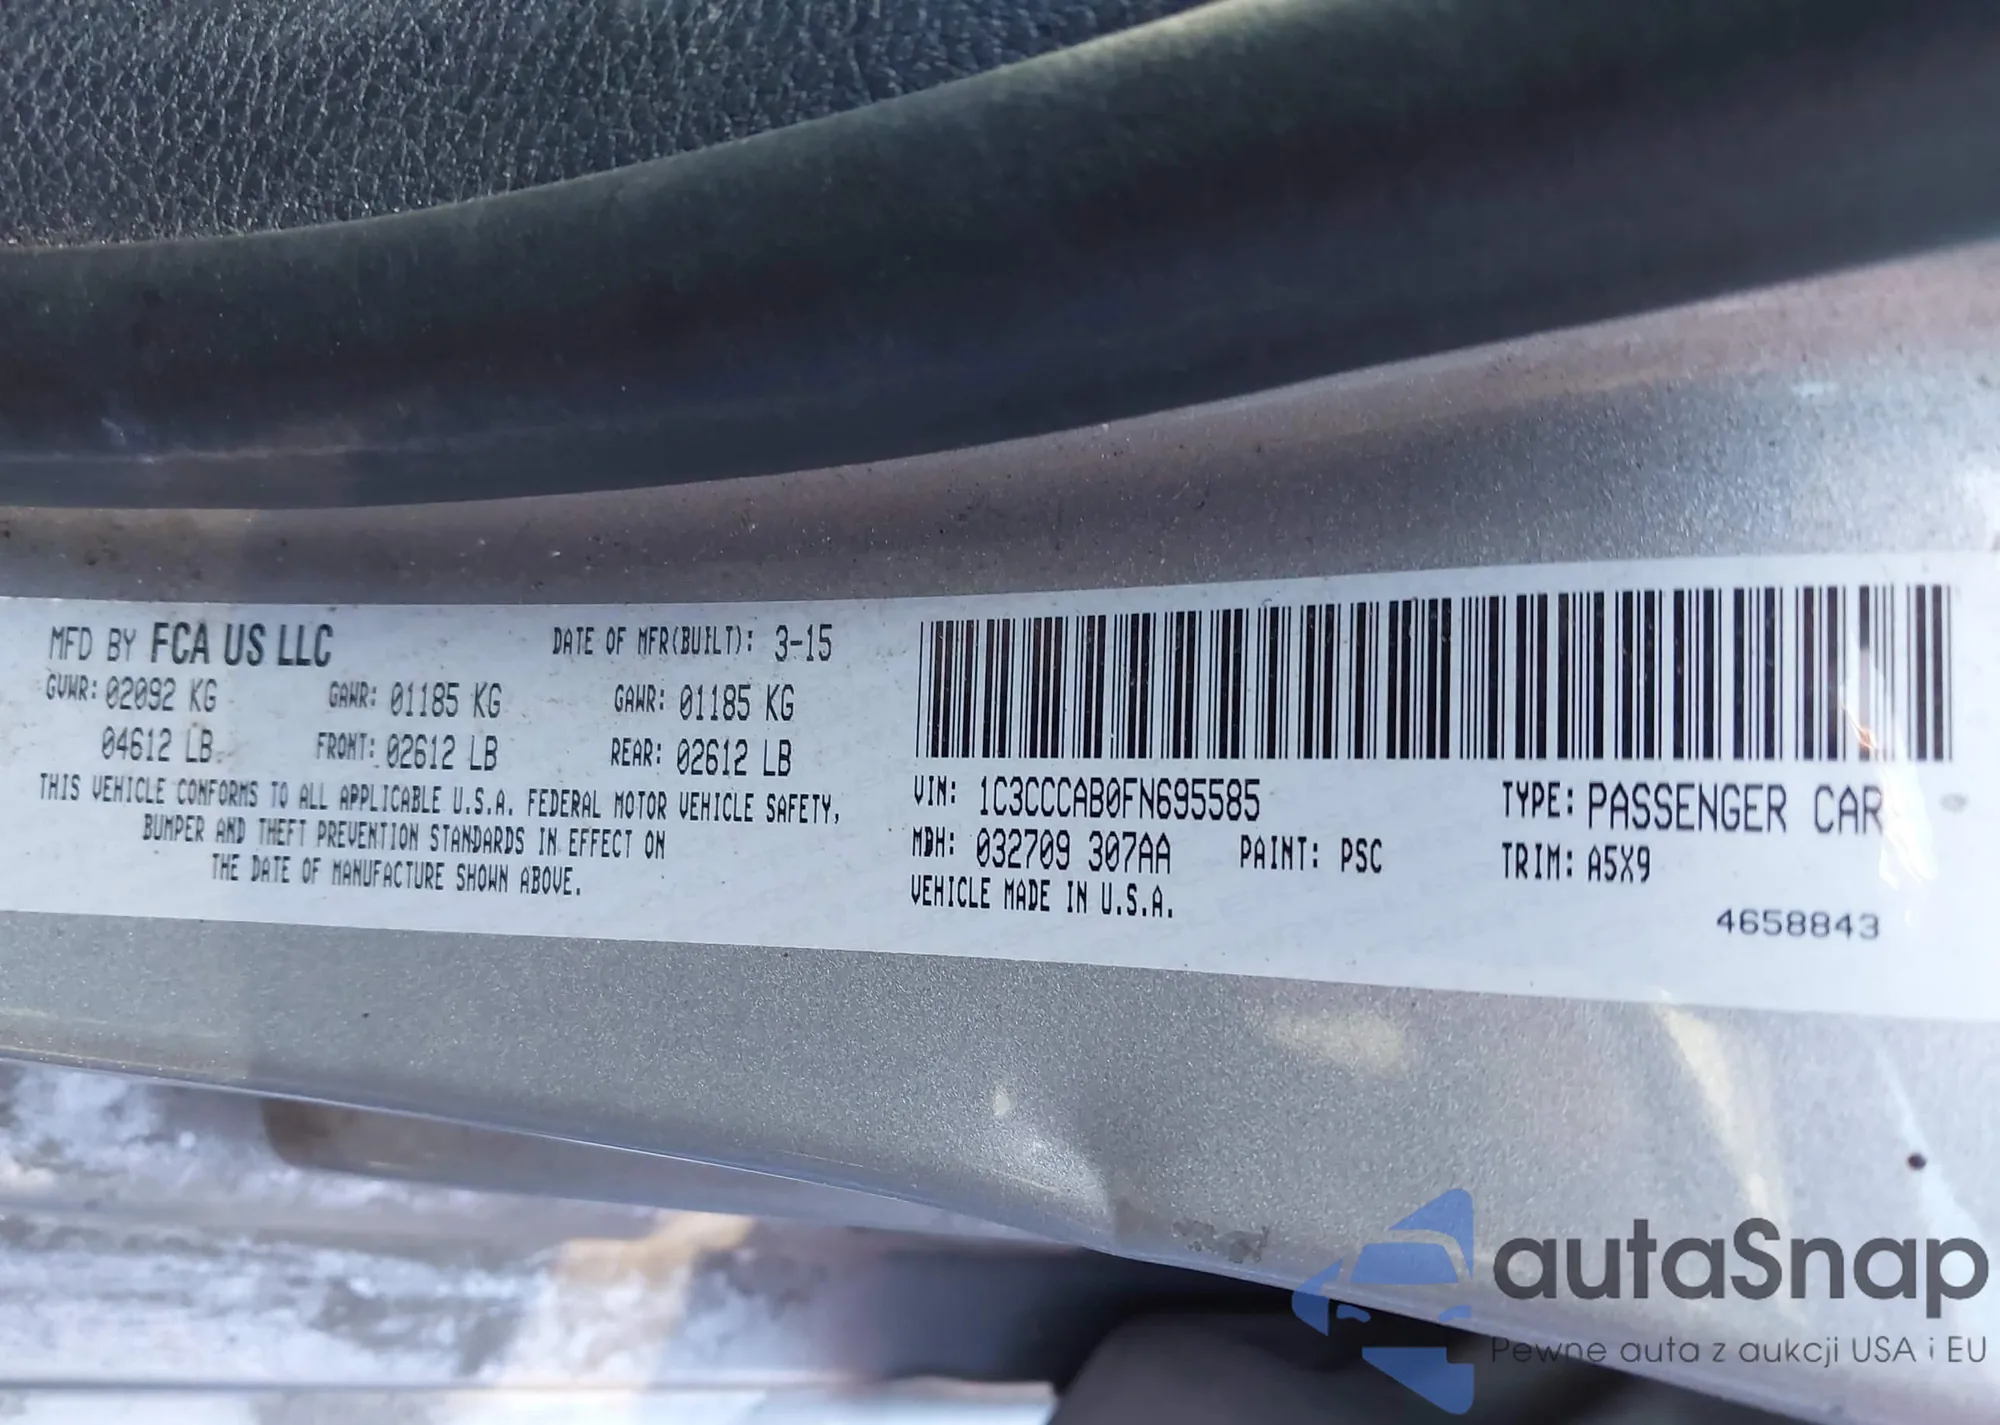 MFD BY FCA US LLC DATE OF MFR(BUILT): 3-15
GVWR: 02092 KG GAWR: 01185 KG GAWR: 01185 KG
04612 LB FRONT: 02612 LB REAR: 02612 LB
THIS VEHICLE CONFORMS TO ALL APPLICABLE U.S.A. FEDERAL MOTOR VEHICLE SAFETY,
BUMPER AND THEFT PREVENTION STANDARDS IN EFFECT ON
THE DATE OF MANUFACTURE SHOWN ABOVE.
VIN: 1C3CCCAB0FN695585 TYPE: PASSENGER CAR
MDH: 032709 307AA PAINT: PSC TRIM: A5X9
VEHICLE MADE IN U.S.A.
4658843
autaSnap
Pewne auta z aukcji USA i EU